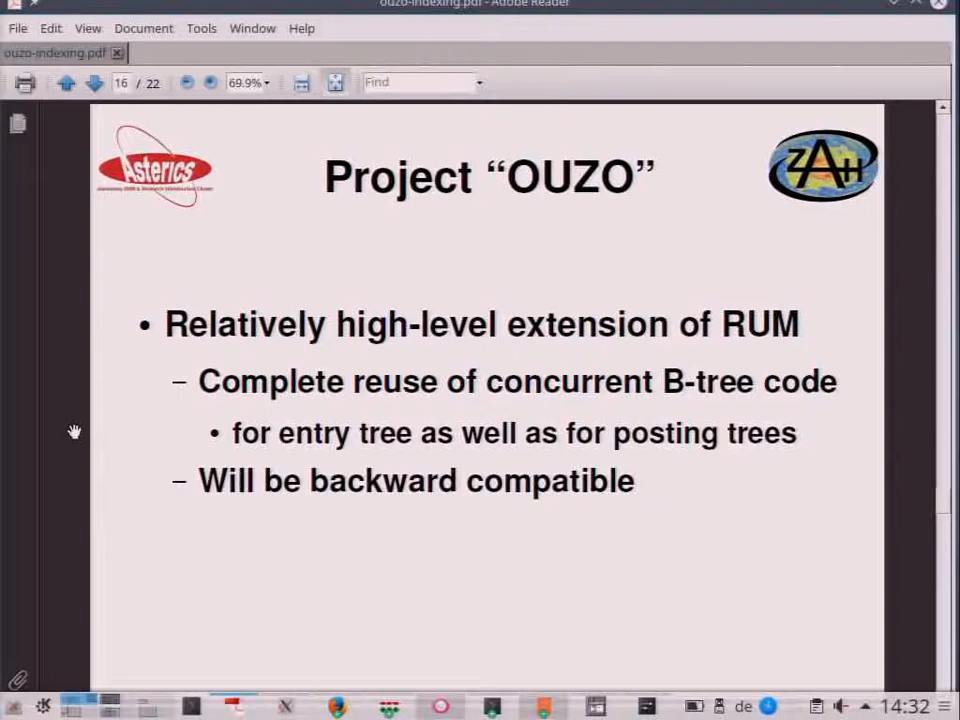 ouzo-indexing.pdf - Adobe Reader
File Edit View Document Tools Window Help
ouzo-indexing.pdf
16 / 22 69.9% Find
Asterics
ZAH
Project “OUZO”
• Relatively high-level extension of RUM
– Complete reuse of concurrent B-tree code
• for entry tree as well as for posting trees
– Will be backward compatible
de 14:32